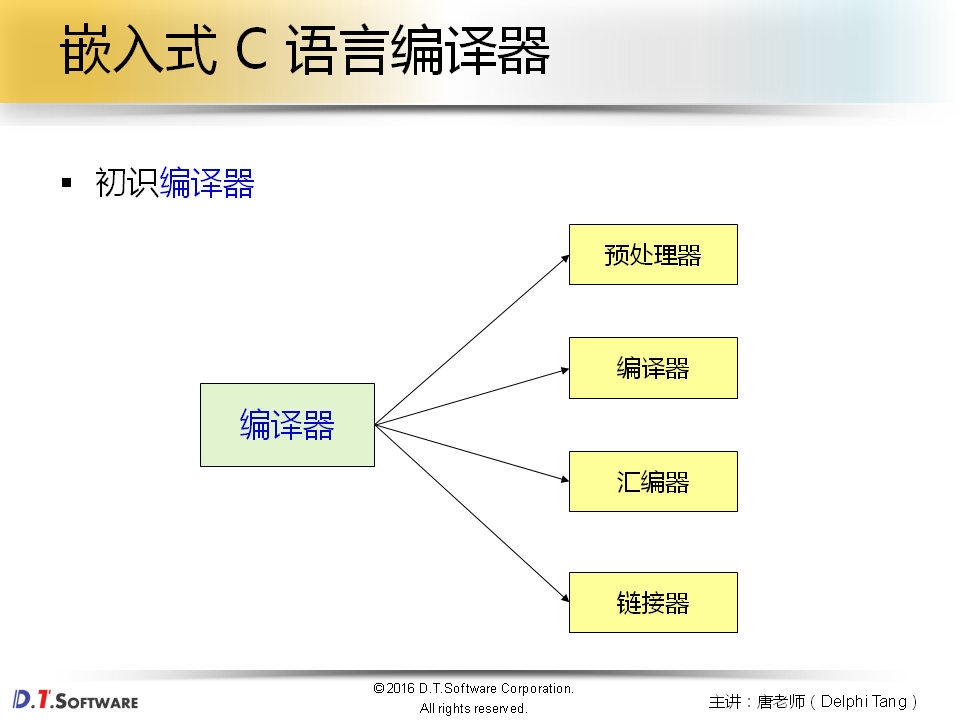 嵌入式 C 语言编译器
▪ 初识编译器
预处理器
编译器
编译器
汇编器
链接器
D.T.SOFTWARE
©2016 D.T.Software Corporation.
All rights reserved.
主讲：唐老师（Delphi Tang）